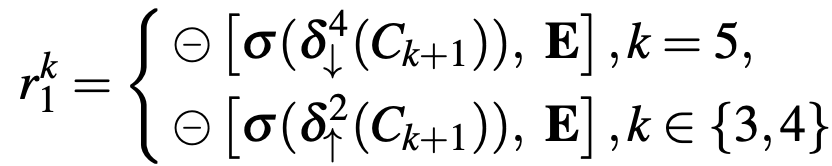 r_1^k = { ⊖ [σ(δ_↓^4(C_{k+1})), E], k = 5,
⊖ [σ(δ_↑^2(C_{k+1})), E], k ∈ {3,4}